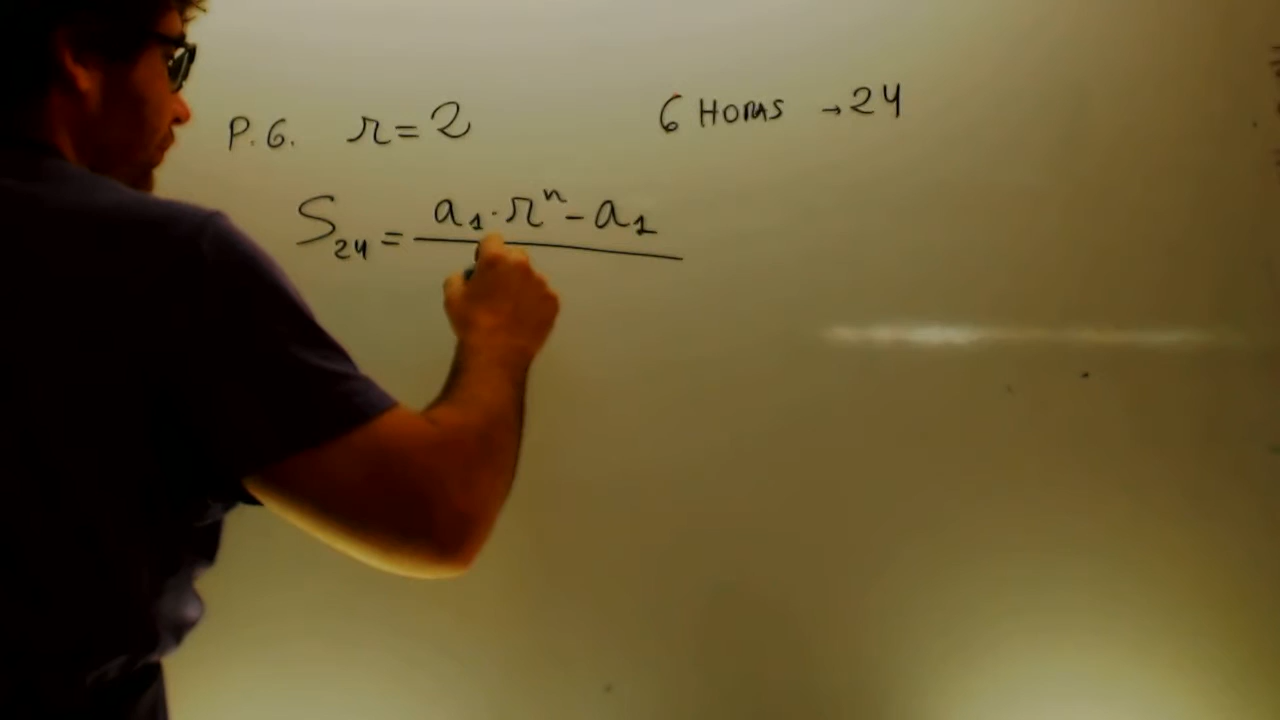 P.G. r=2 6 HORAS → 24
S₂₄ = a₁·rⁿ - a₁